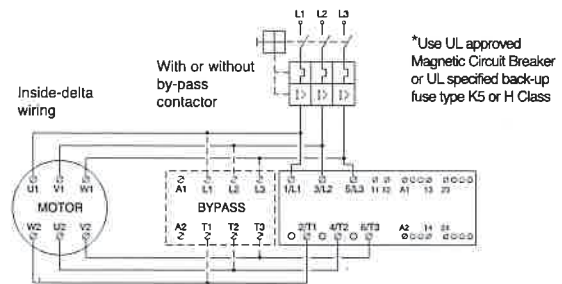 L1 L2 L3
*Use UL approved
Magnetic Circuit Breaker
or UL specified back-up
fuse type K5 or H Class
With or without
by-pass
contactor
Inside-delta
wiring
I> I> I>
U1 V1 W1
MOTOR
W2 U2 V2
A1 L1 L2 L3
BYPASS
A2 T1 T2 T3
1/L1 3/L2 5/L3 11 12 A1 13 23
2/T1 4/T2 6/T3 A2 14 24